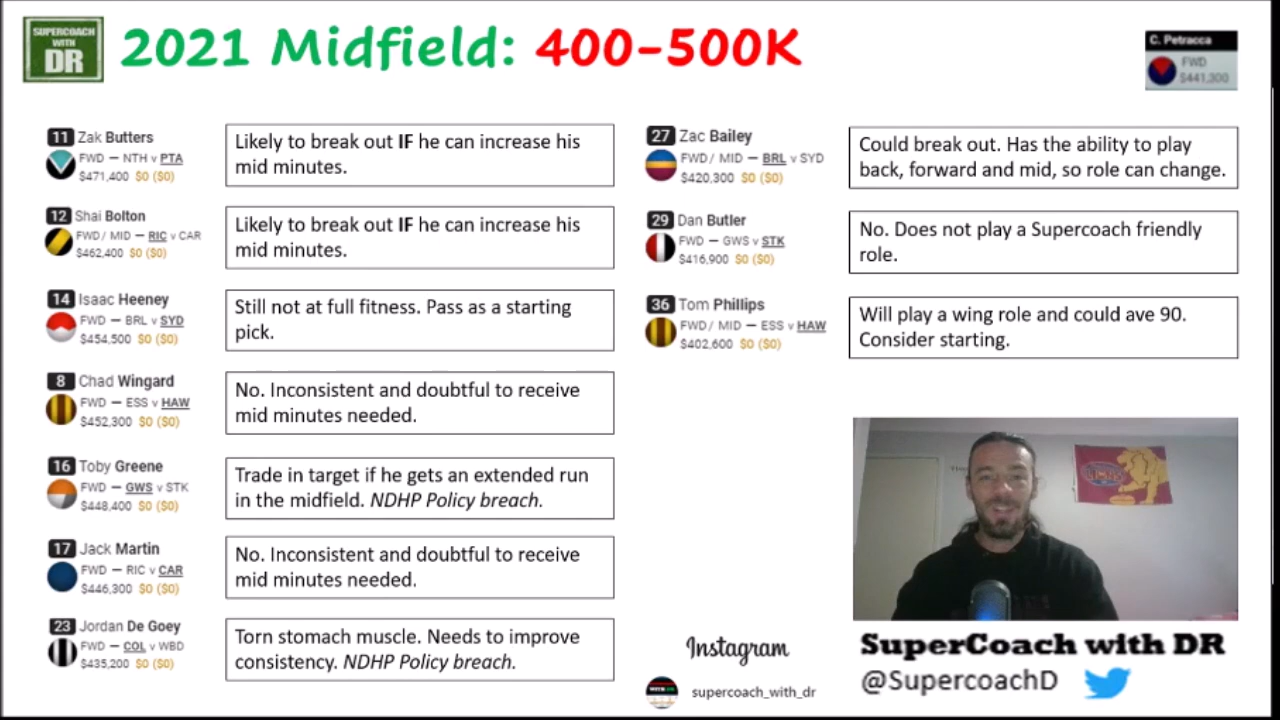 SUPERCOACH
WITH
DR
2021 Midfield: 400-500K
C. Petracca
FWD
$441,300
11 Zak Butters
FWD — NTH v PTA
$471,400 $0 ($0)
Likely to break out IF he can increase his
mid minutes.
12 Shai Bolton
FWD/ MID — RIC v CAR
$462,400 $0 ($0)
Likely to break out IF he can increase his
mid minutes.
14 Isaac Heeney
FWD — BRL v SYD
$454,500 $0 ($0)
Still not at full fitness. Pass as a starting
pick.
8 Chad Wingard
FWD — ESS v HAW
$452,300 $0 ($0)
No. Inconsistent and doubtful to receive
mid minutes needed.
16 Toby Greene
FWD — GWS v STK
$448,400 $0 ($0)
Trade in target if he gets an extended run
in the midfield. NDHP Policy breach.
17 Jack Martin
FWD — RIC v CAR
$446,300 $0 ($0)
No. Inconsistent and doubtful to receive
mid minutes needed.
23 Jordan De Goey
FWD — COL v WBD
$435,200 $0 ($0)
Torn stomach muscle. Needs to improve
consistency. NDHP Policy breach.
27 Zac Bailey
FWD/ MID — BRL v SYD
$420,300 $0 ($0)
Could break out. Has the ability to play
back, forward and mid, so role can change.
29 Dan Butler
FWD — GWS v STK
$416,900 $0 ($0)
No. Does not play a Supercoach friendly
role.
36 Tom Phillips
FWD/ MID — ESS v HAW
$402,600 $0 ($0)
Will play a wing role and could ave 90.
Consider starting.
Instagram
supercoach_with_dr
SuperCoach with DR
@SupercoachD